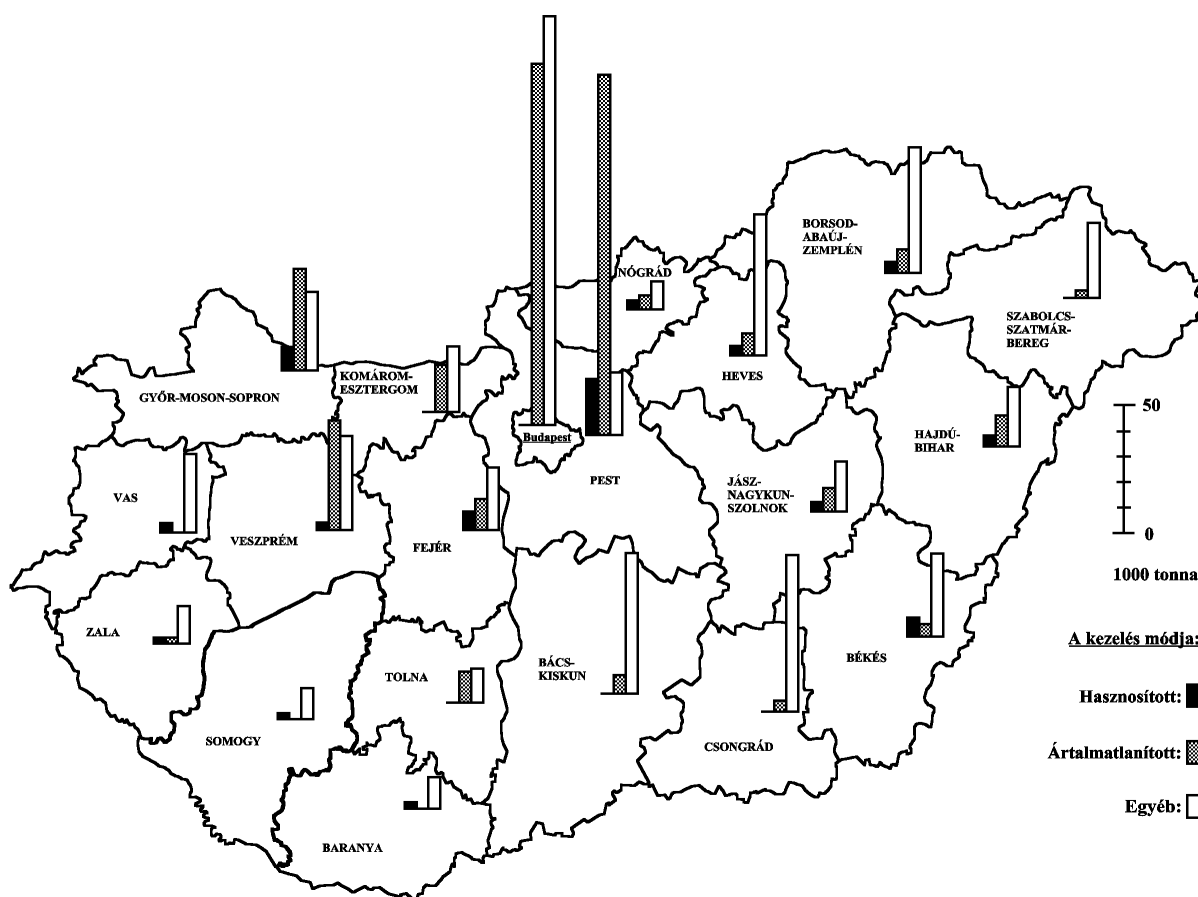 BORSOD-
ABAÚJ-
ZEMPLÉN
NÓGRÁD
SZABOLCS-
SZATMÁR-
BEREG
HEVES
KOMÁROM-
ESZTERGOM
GYŐR-MOSON-SOPRON
Budapest
HAJDÚ-
BIHAR
50
0
1000 tonna
PEST
JÁSZ-
NAGYKUN-
SZOLNOK
VAS
VESZPRÉM
FEJÉR
ZALA
TOLNA
BÁCS-
KISKUN
BÉKÉS
SOMOGY
CSONGRÁD
BARANYA
A kezelés módja:
Hasznosított:
Ártalmatlanított:
Egyéb: